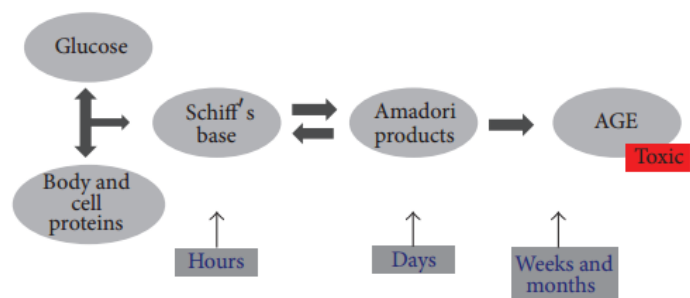 Glucose
Body and
cell
proteins
Schiff's
base
Amadori
products
AGE
Toxic
Hours
Days
Weeks and
months